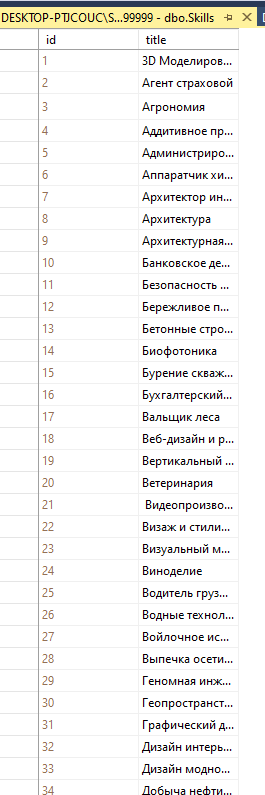 DESKTOP-PTJCOUC\S...99999 - dbo.Skills
id title
1 3D Моделиров...
2 Агент страховой
3 Агрономия
4 Аддитивное пр...
5 Администриро...
6 Аппаратчик хи...
7 Архитектор ин...
8 Архитектура
9 Архитектурная...
10 Банковское де...
11 Безопасность ...
12 Бережливое п...
13 Бетонные стро...
14 Биофотоника
15 Бурение скваж...
16 Бухгалтерский...
17 Вальщик леса
18 Веб-дизайн и р...
19 Вертикальный ...
20 Ветеринария
21 Видеопроизво...
22 Визаж и стили...
23 Визуальный м...
24 Виноделие
25 Водитель груз...
26 Водные технол...
27 Войлочное ис...
28 Выпечка осети...
29 Геномная инж...
30 Геопространст...
31 Графический д...
32 Дизайн интерь...
33 Дизайн модно...
34 Добыча нефти...